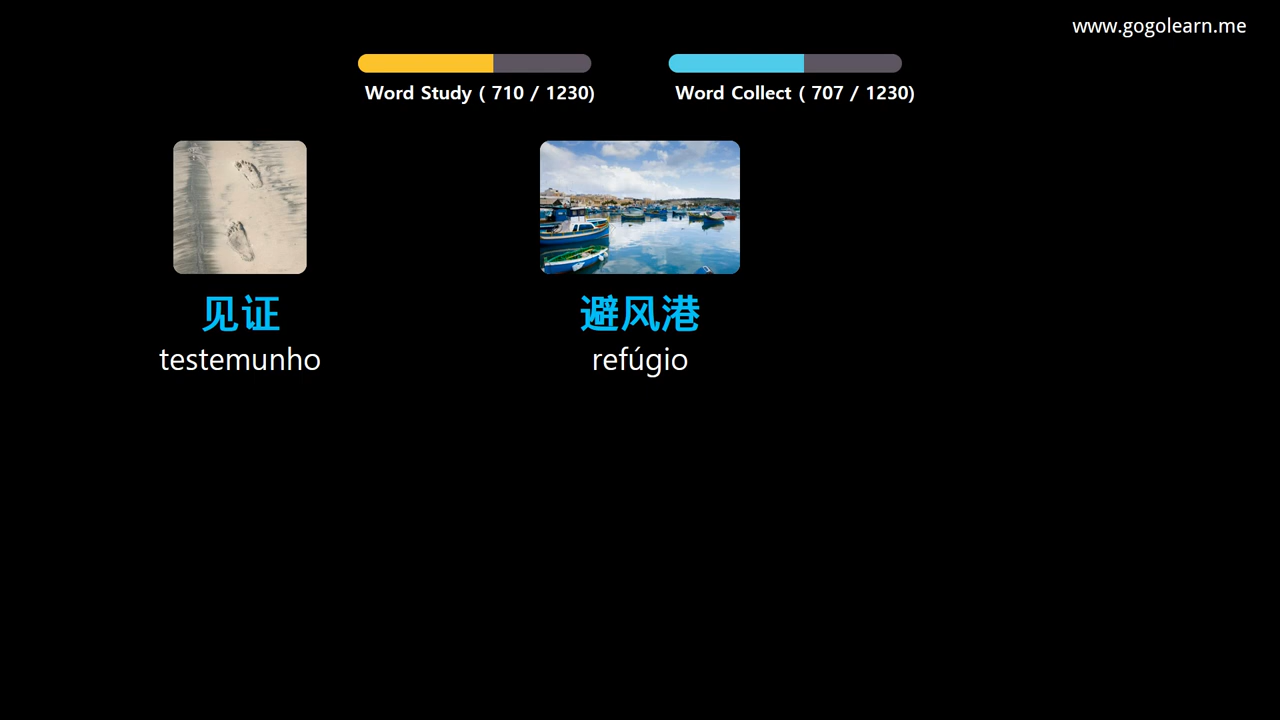 www.gogolearn.me
Word Study ( 710 / 1230)
Word Collect ( 707 / 1230)
见证
testemunho
避风港
refúgio